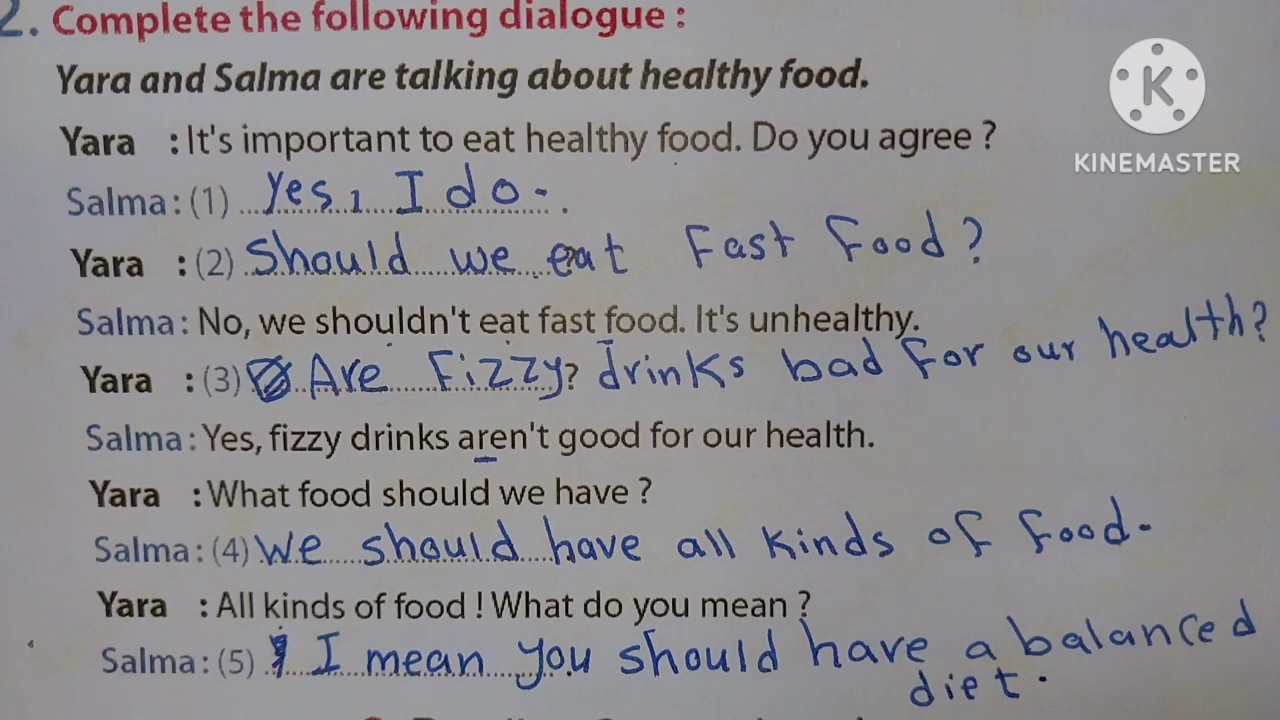 2. Complete the following dialogue :
Yara and Salma are talking about healthy food.
KINEMASTER
Yara : It's important to eat healthy food. Do you agree ?
Salma : (1) Yes, I do.
Yara : (2) Should we eat Fast Food?
Salma : No, we shouldn't eat fast food. It's unhealthy.
Yara : (3) Are Fizzy? drinks bad for our health?
Salma : Yes, fizzy drinks aren't good for our health.
Yara : What food should we have ?
Salma : (4) We should have all kinds of food.
Yara : All kinds of food ! What do you mean ?
Salma : (5) I mean you should have a balanced
diet.